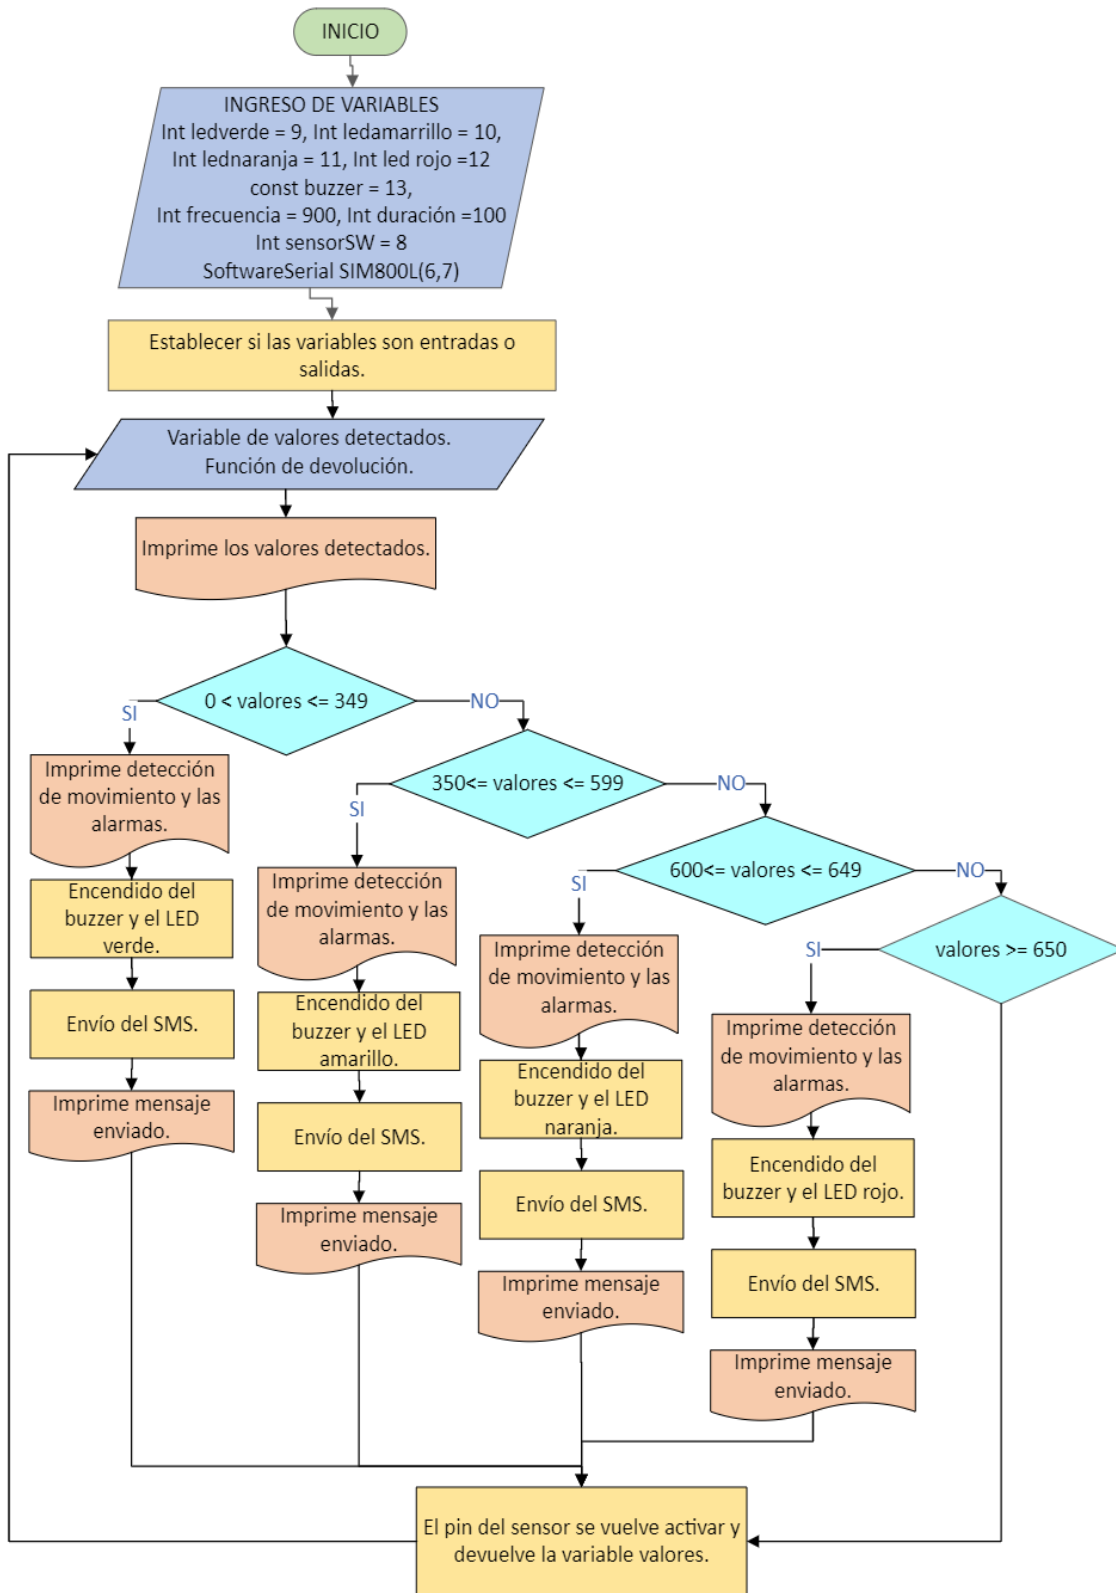 INICIO
INGRESO DE VARIABLES
Int ledverde = 9, Int ledamarrillo = 10,
Int lednaranja = 11, Int led rojo =12
const buzzer = 13,
Int frecuencia = 900, Int duración =100
Int sensorSW = 8
SoftwareSerial SIM800L(6,7)
Establecer si las variables son entradas o
salidas.
Variable de valores detectados.
Función de devolución.
Imprime los valores detectados.
0 < valores <= 349
SI
NO
Imprime detección
de movimiento y las
alarmas.
Encendido del
buzzer y el LED
verde.
Envío del SMS.
Imprime mensaje
enviado.
350<= valores <= 599
SI
NO
Imprime detección
de movimiento y las
alarmas.
Encendido del
buzzer y el LED
amarillo.
Envío del SMS.
Imprime mensaje
enviado.
600<= valores <= 649
SI
NO
Imprime detección
de movimiento y las
alarmas.
Encendido del
buzzer y el LED
naranja.
Envío del SMS.
Imprime mensaje
enviado.
valores >= 650
SI
Imprime detección
de movimiento y las
alarmas.
Encendido del
buzzer y el LED rojo.
Envío del SMS.
Imprime mensaje
enviado.
El pin del sensor se vuelve activar y
devuelve la variable valores.